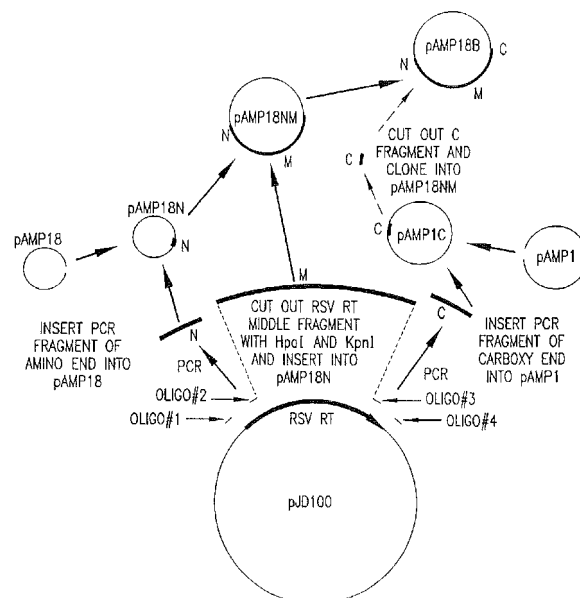 pAMP18B
N
C
M
pAMP18NM
N
M
CUT OUT C
FRAGMENT AND
CLONE INTO
pAMP18NM
C
pAMP18N
N
pAMP18
C
pAMP1C
pAMP1
M
INSERT PCR
FRAGMENT OF
AMINO END INTO
pAMP18
N
CUT OUT RSV RT
MIDDLE FRAGMENT
WITH HpaI and KpnI
AND INSERT INTO
pAMP18N
C
INSERT PCR
FRAGMENT OF
CARBOXY END
INTO pAMP1
PCR
PCR
OLIGO#2
OLIGO#3
OLIGO#1
OLIGO#4
RSV RT
pJD100